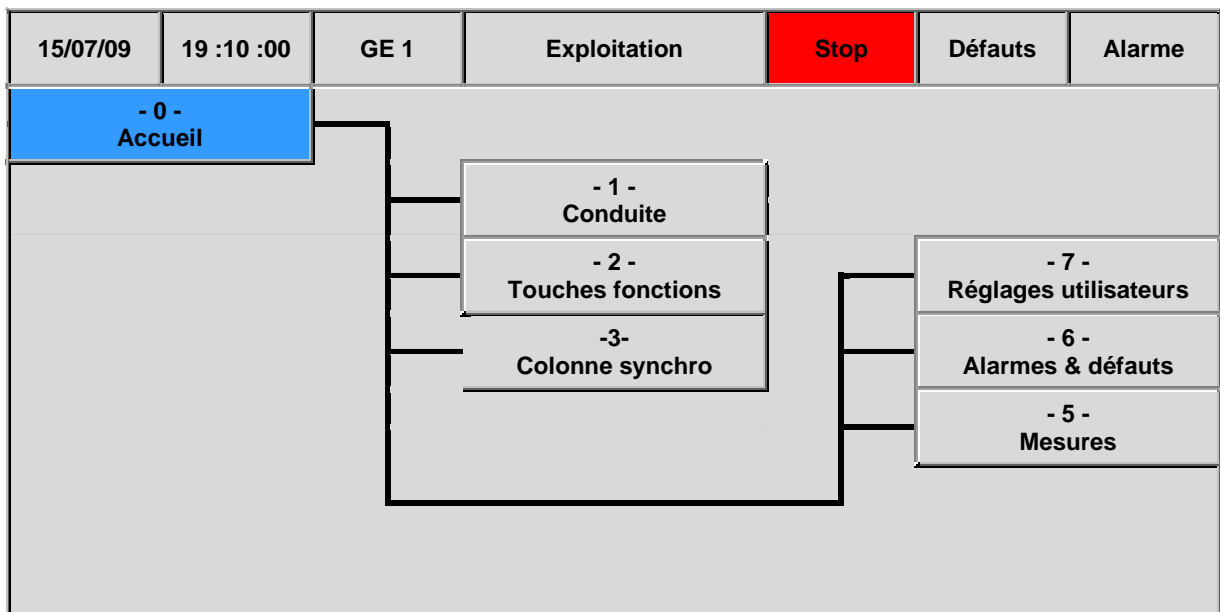 15/07/09 19 :10 :00 GE 1 Exploitation Stop Défauts Alarme
- 0 -
Accueil
- 1 -
Conduite
- 2 -
Touches fonctions
-3-
Colonne synchro
- 7 -
Réglages utilisateurs
- 6 -
Alarmes & défauts
- 5 -
Mesures